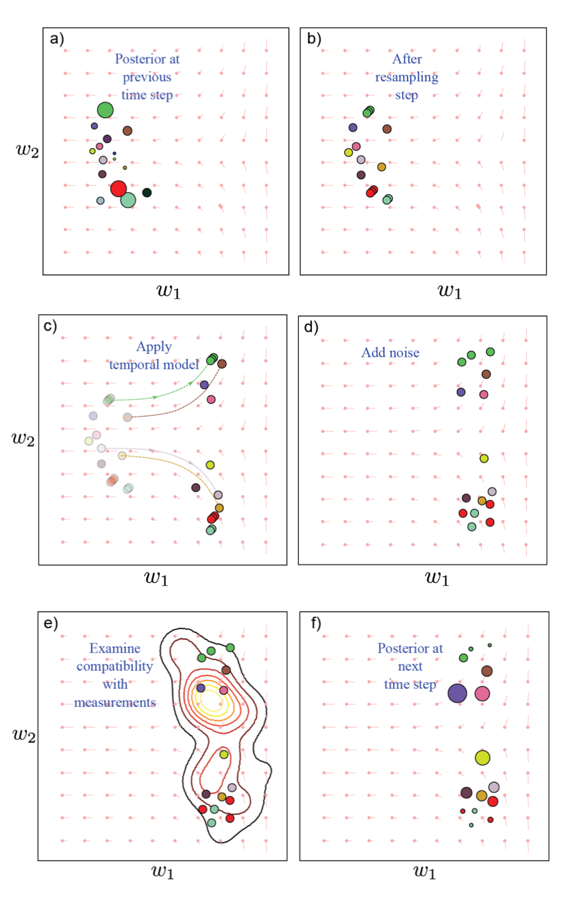 a)
Posterior at
previous
time step
w₂
w₁
b)
After
resampling
step
w₁
c)
Apply
temporal model
w₂
w₁
d)
Add noise
w₁
e)
Examine
compatibility
with
measurements
w₂
w₁
f)
Posterior at
next
time step
w₁